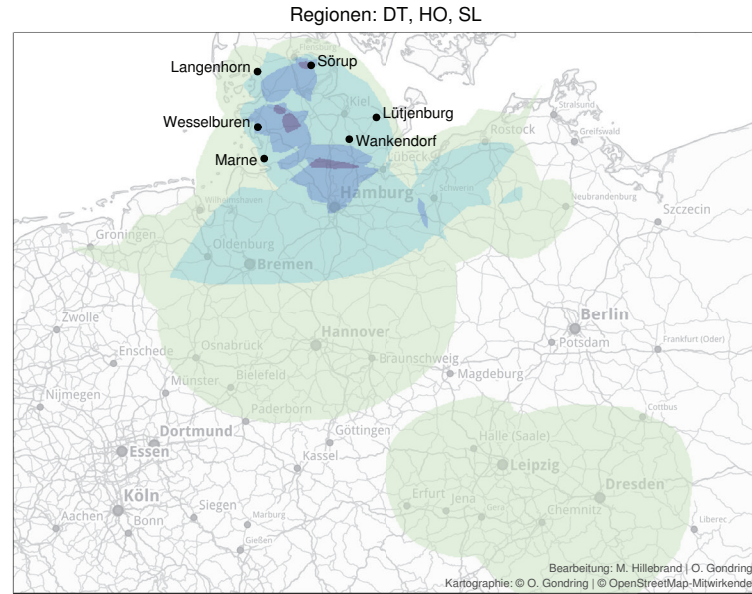 Regionen: DT, HO, SL
Flensburg
Sörup
Langenhorn
Kiel
Lütjenburg
Stralsund
Wesselburen
Rostock
Greifswald
Wankendorf
Marne
Lübeck
Hamburg
Schwerin
Wilhelmshaven
Neubrandenburg
Szczecin
Groningen
Oldenburg
Bremen
Zwolle
Berlin
Hannover
Potsdam
Frankfurt (Oder)
Enschede
Osnabrück
Braunschweig
Bielefeld
Magdeburg
Münster
Nijmegen
Paderborn
Cottbus
Dortmund
Göttingen
Halle (Saale)
Essen
Kassel
Leipzig
Köln
Erfurt
Jena
Dresden
Siegen
Gera
Chemnitz
Aachen
Bonn
Marburg
Liberec
Gießen
Bearbeitung: M. Hillebrand | O. Gondring
Kartographie: © O. Gondring | © OpenStreetMap-Mitwirkende